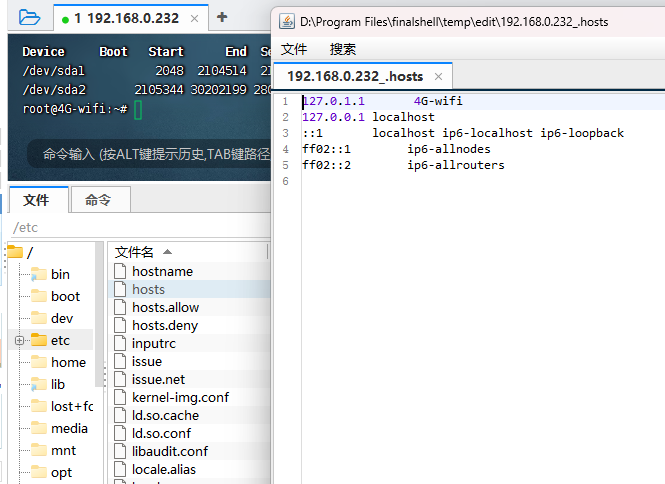 1 192.168.0.232
Device Boot Start End Se
/dev/sda1 2048 2104514 21
/dev/sda2 2105344 30202199 280
root@4G-wifi:~#
命令输入 (按ALT键提示历史,TAB键路径
文件 命令
/etc
/
bin
boot
dev
etc
home
lib
lost+fo
media
mnt
opt
文件名
hostname
hosts
hosts.allow
hosts.deny
inputrc
issue
issue.net
kernel-img.conf
ld.so.cache
ld.so.conf
libaudit.conf
locale.alias
D:\Program Files\finalshell\temp\edit\192.168.0.232_.hosts
文件 搜索
192.168.0.232_.hosts
1 127.0.1.1 4G-wifi
2 127.0.0.1 localhost
3 ::1 localhost ip6-localhost ip6-loopback
4 ff02::1 ip6-allnodes
5 ff02::2 ip6-allrouters
6